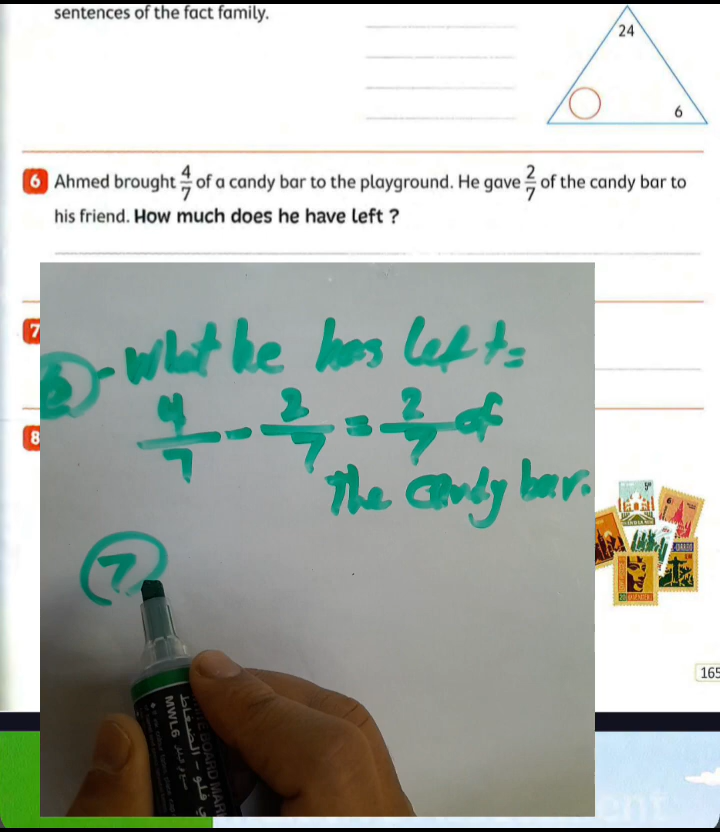 sentences of the fact family.
24
6
6 Ahmed brought 4/7 of a candy bar to the playground. He gave 2/7 of the candy bar to
his friend. How much does he have left ?
7
8
6 - What he has left =
4/7 - 2/7 = 2/7 of
The candy bar.
7
MWL6
165